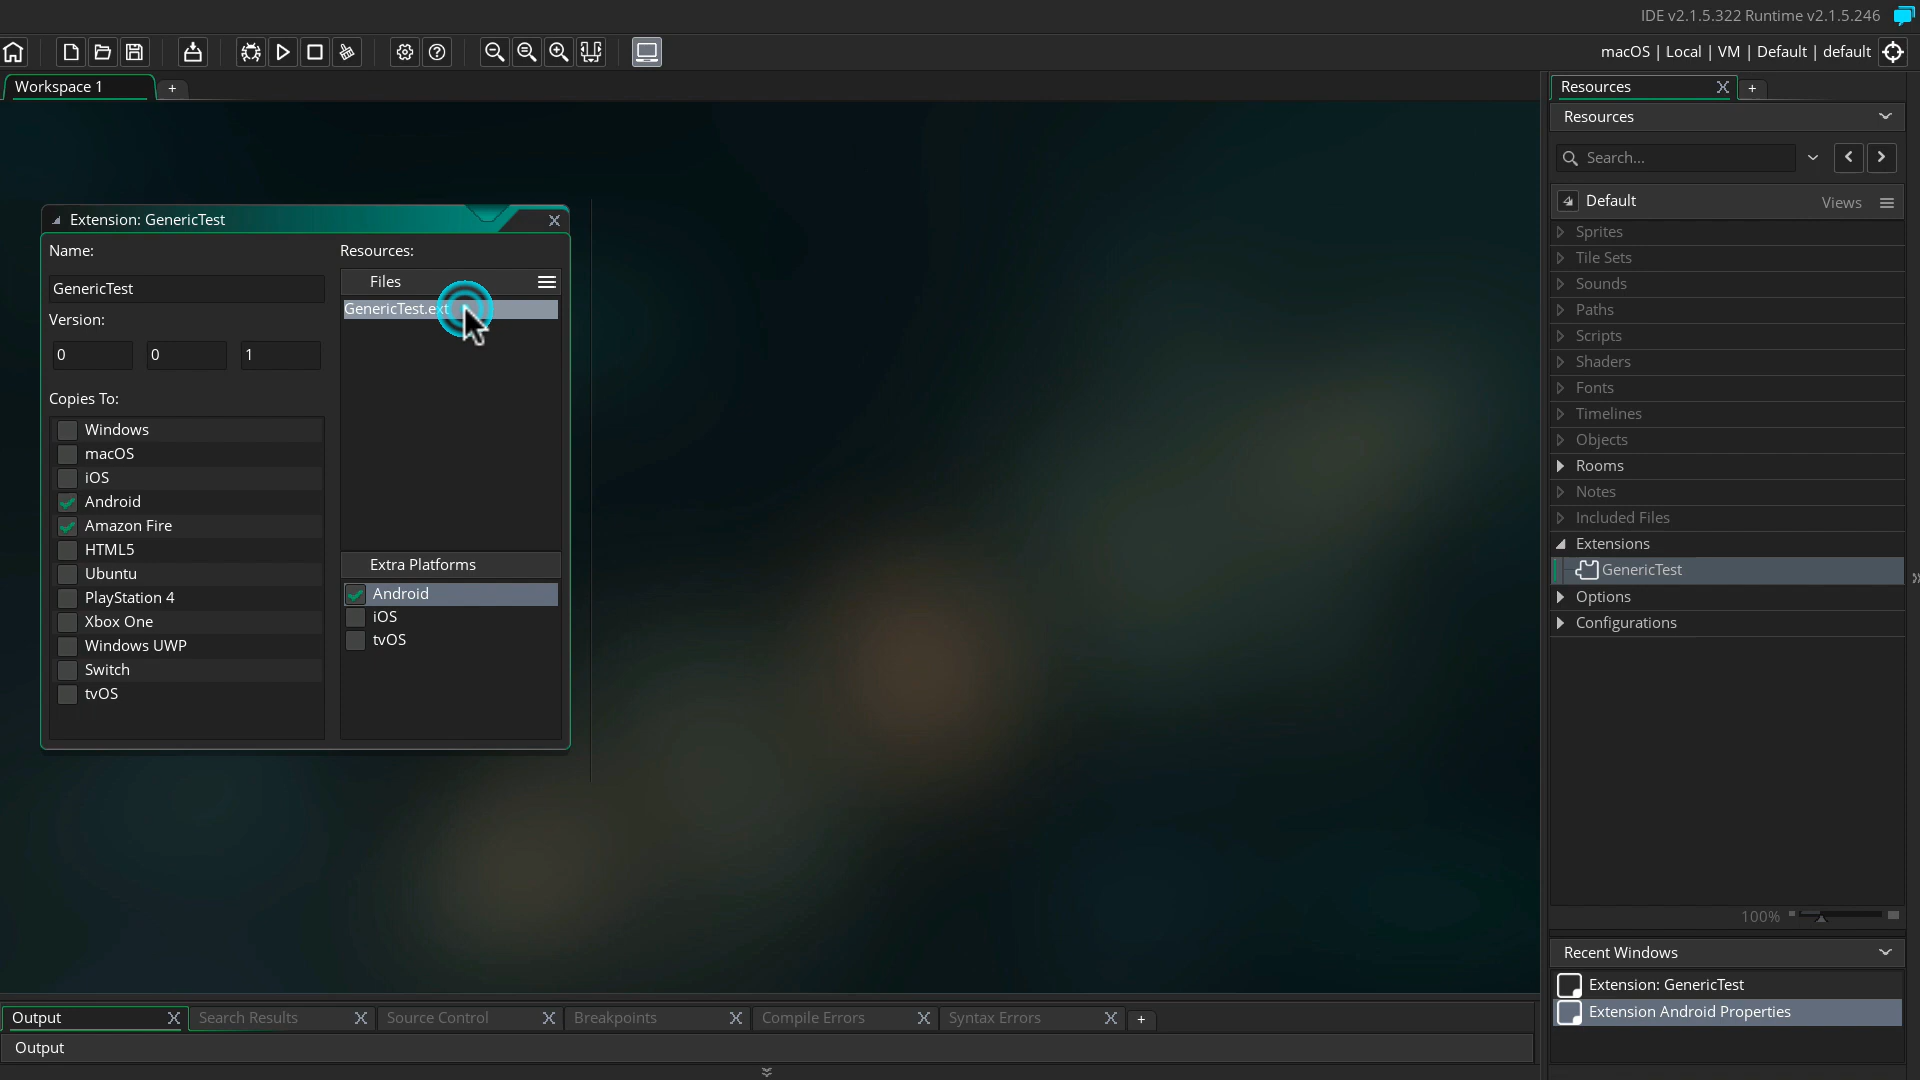 IDE v2.1.5.322 Runtime v2.1.5.246
macOS | Local | VM | Default | default
Workspace 1
+
Resources
+
Resources
Search...
Default
Views
Sprites
Tile Sets
Sounds
Paths
Scripts
Shaders
Fonts
Timelines
Objects
Rooms
Notes
Included Files
Extensions
GenericTest
Options
Configurations
100%
Recent Windows
Extension: GenericTest
Extension Android Properties
Extension: GenericTest
Name:
GenericTest
Version:
0 0 1
Copies To:
Windows
macOS
iOS
Android
Amazon Fire
HTML5
Ubuntu
PlayStation 4
Xbox One
Windows UWP
Switch
tvOS
Resources:
Files
GenericTest.ext
Extra Platforms
Android
iOS
tvOS
Output Search Results Source Control Breakpoints Compile Errors Syntax Errors +
Output